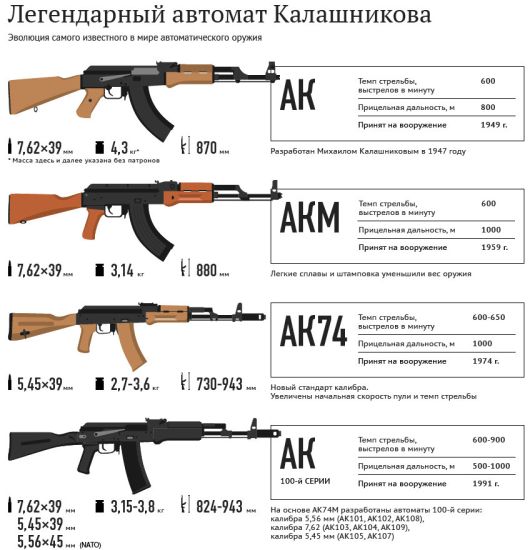 Легендарный автомат Калашникова
Эволюция самого известного в мире автоматического оружия
АК
Темп стрельбы,
выстрелов в минуту
600
Прицельная дальность, м
800
Принят на вооружение
1949 г.
7,62×39 мм
4,3 кг*
870 мм
* Масса здесь и далее указана без патронов
Разработан Михаилом Калашниковым в 1947 году
АКМ
Темп стрельбы,
выстрелов в минуту
600
Прицельная дальность, м
1000
Принят на вооружение
1959 г.
7,62×39 мм
3,14 кг
880 мм
Легкие сплавы и штамповка уменьшили вес оружия
АК74
Темп стрельбы,
выстрелов в минуту
600-650
Прицельная дальность, м
1000
Принят на вооружение
1974 г.
5,45×39 мм
2,7-3,6 кг
730-943 мм
Новый стандарт калибра.
Увеличены начальная скорость пули и темп стрельбы
АК
100-Й СЕРИИ
Темп стрельбы,
выстрелов в минуту
600-900
Прицельная дальность, м
500-1000
Принят на вооружение
1991 г.
7,62×39 мм
5,45×39 мм
5,56×45 мм (NATO)
3,15-3,8 кг
824-943 мм
На основе АК74М разработаны автоматы 100-й серии:
калибра 5,56 мм (АК101, АК102, АК108),
калибра 7,62 (АК103, АК104, АК109),
калибра 5,45 мм (АК105, АК107)